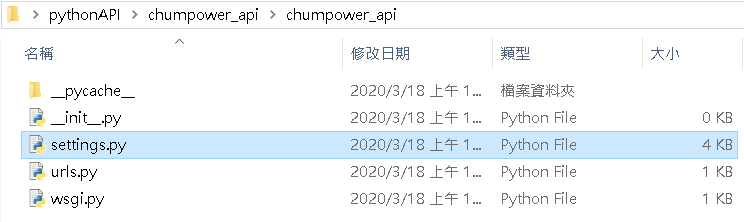 pythonAPI > chumpower_api > chumpower_api
名稱 修改日期 類型 大小
__pycache__ 2020/3/18 上午 1... 檔案資料夾
__init__.py 2020/3/18 上午 1... Python File 0 KB
settings.py 2020/3/18 上午 1... Python File 4 KB
urls.py 2020/3/18 上午 1... Python File 1 KB
wsgi.py 2020/3/18 上午 1... Python File 1 KB